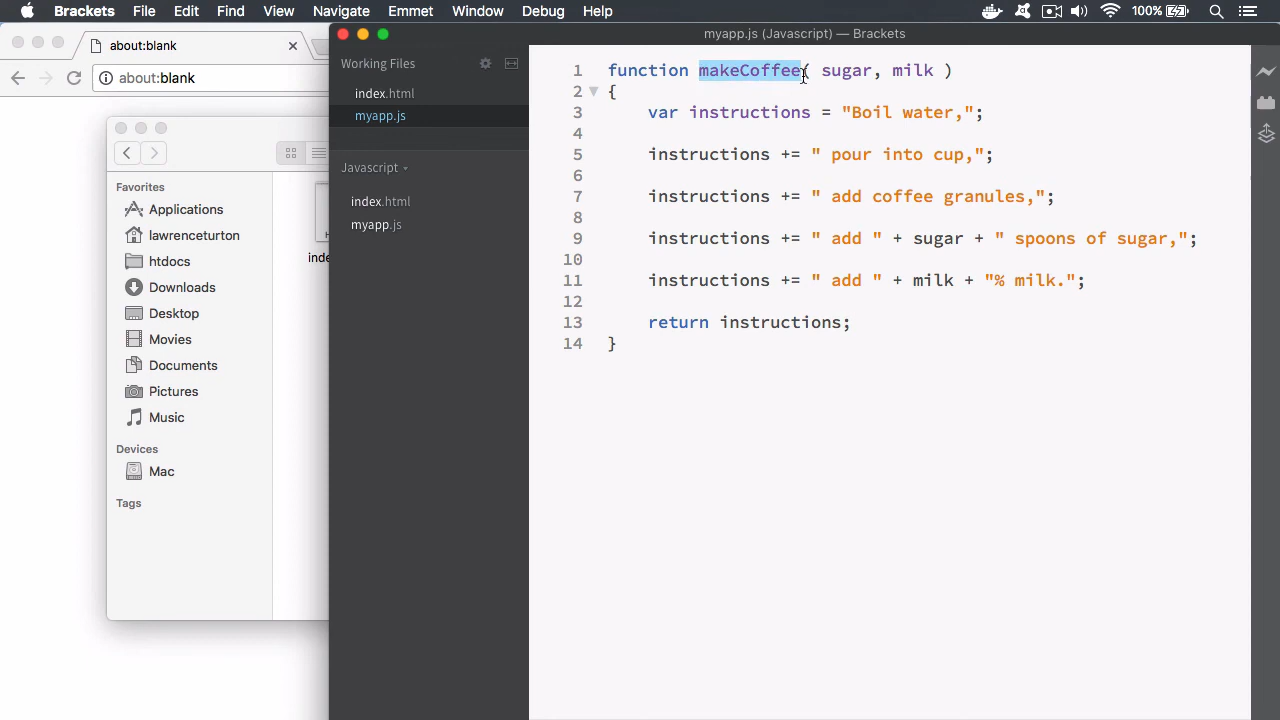 Brackets File Edit Find View Navigate Emmet Window Debug Help 100%
about:blank
about:blank
Favorites
Applications
lawrenceturton
htdocs
Downloads
Movies
Documents
Pictures
Music
Devices
Mac
Tags
inde
myapp.js (Javascript) — Brackets
Working Files
index.html
myapp.js
Javascript
index.html
myapp.js
1 function makeCoffee( sugar, milk )
2 {
3 var instructions = "Boil water,";
4
5 instructions += " pour into cup,";
6
7 instructions += " add coffee granules,";
8
9 instructions += " add " + sugar + " spoons of sugar,";
10
11 instructions += " add " + milk + "% milk.";
12
13 return instructions;
14 }